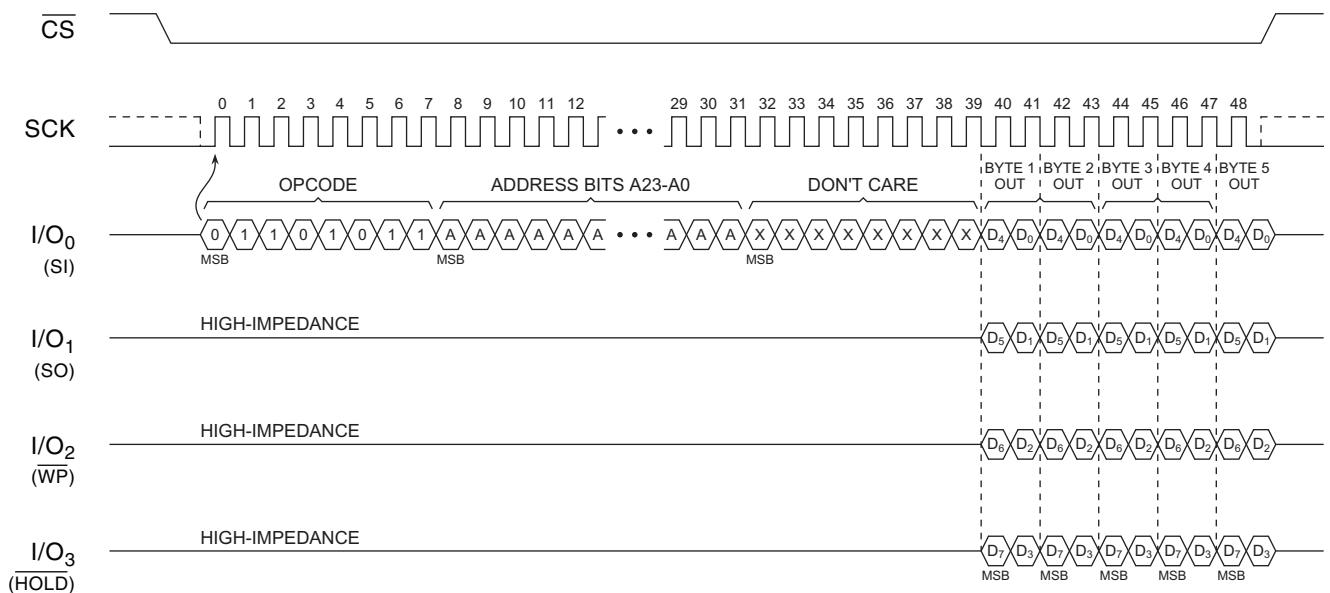 CS
0 1 2 3 4 5 6 7 8 9 10 11 12 29 30 31 32 33 34 35 36 37 38 39 40 41 42 43 44 45 46 47 48
SCK •••
BYTE 1 BYTE 2 BYTE 3 BYTE 4 BYTE 5
OUT OUT OUT OUT OUT
OPCODE ADDRESS BITS A23-A0 DON'T CARE
I/O0 0 1 1 0 1 0 1 1 A A A A A A ••• A A A X X X X X X X X D4 D0 D4 D0 D4 D0 D4 D0 D4 D0
(SI) MSB MSB MSB
HIGH-IMPEDANCE
I/O1 D5 D1 D5 D1 D5 D1 D5 D1 D5 D1
(SO)
HIGH-IMPEDANCE
I/O2 D6 D2 D6 D2 D6 D2 D6 D2 D6 D2
(WP)
HIGH-IMPEDANCE
I/O3 D7 D3 D7 D3 D7 D3 D7 D3 D7 D3
(HOLD) MSB MSB MSB MSB MSB